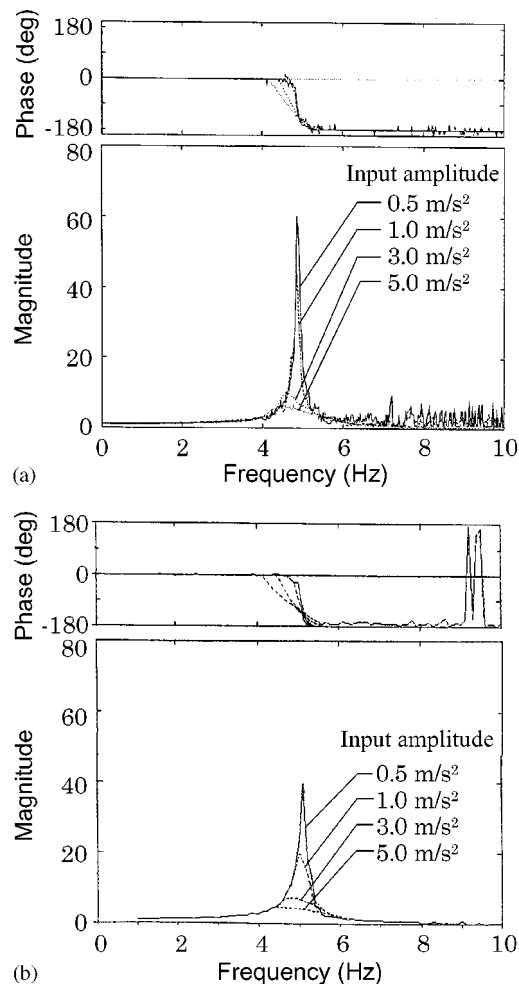 180
0
-180
Phase (deg)
80
60
40
20
0
Magnitude
Input amplitude
0.5 m/s²
1.0 m/s²
3.0 m/s²
5.0 m/s²
0 2 4 6 8 10
Frequency (Hz)
(a)
180
0
-180
Phase (deg)
80
60
40
20
0
Magnitude
Input amplitude
0.5 m/s²
1.0 m/s²
3.0 m/s²
5.0 m/s²
0 2 4 6 8 10
Frequency (Hz)
(b)